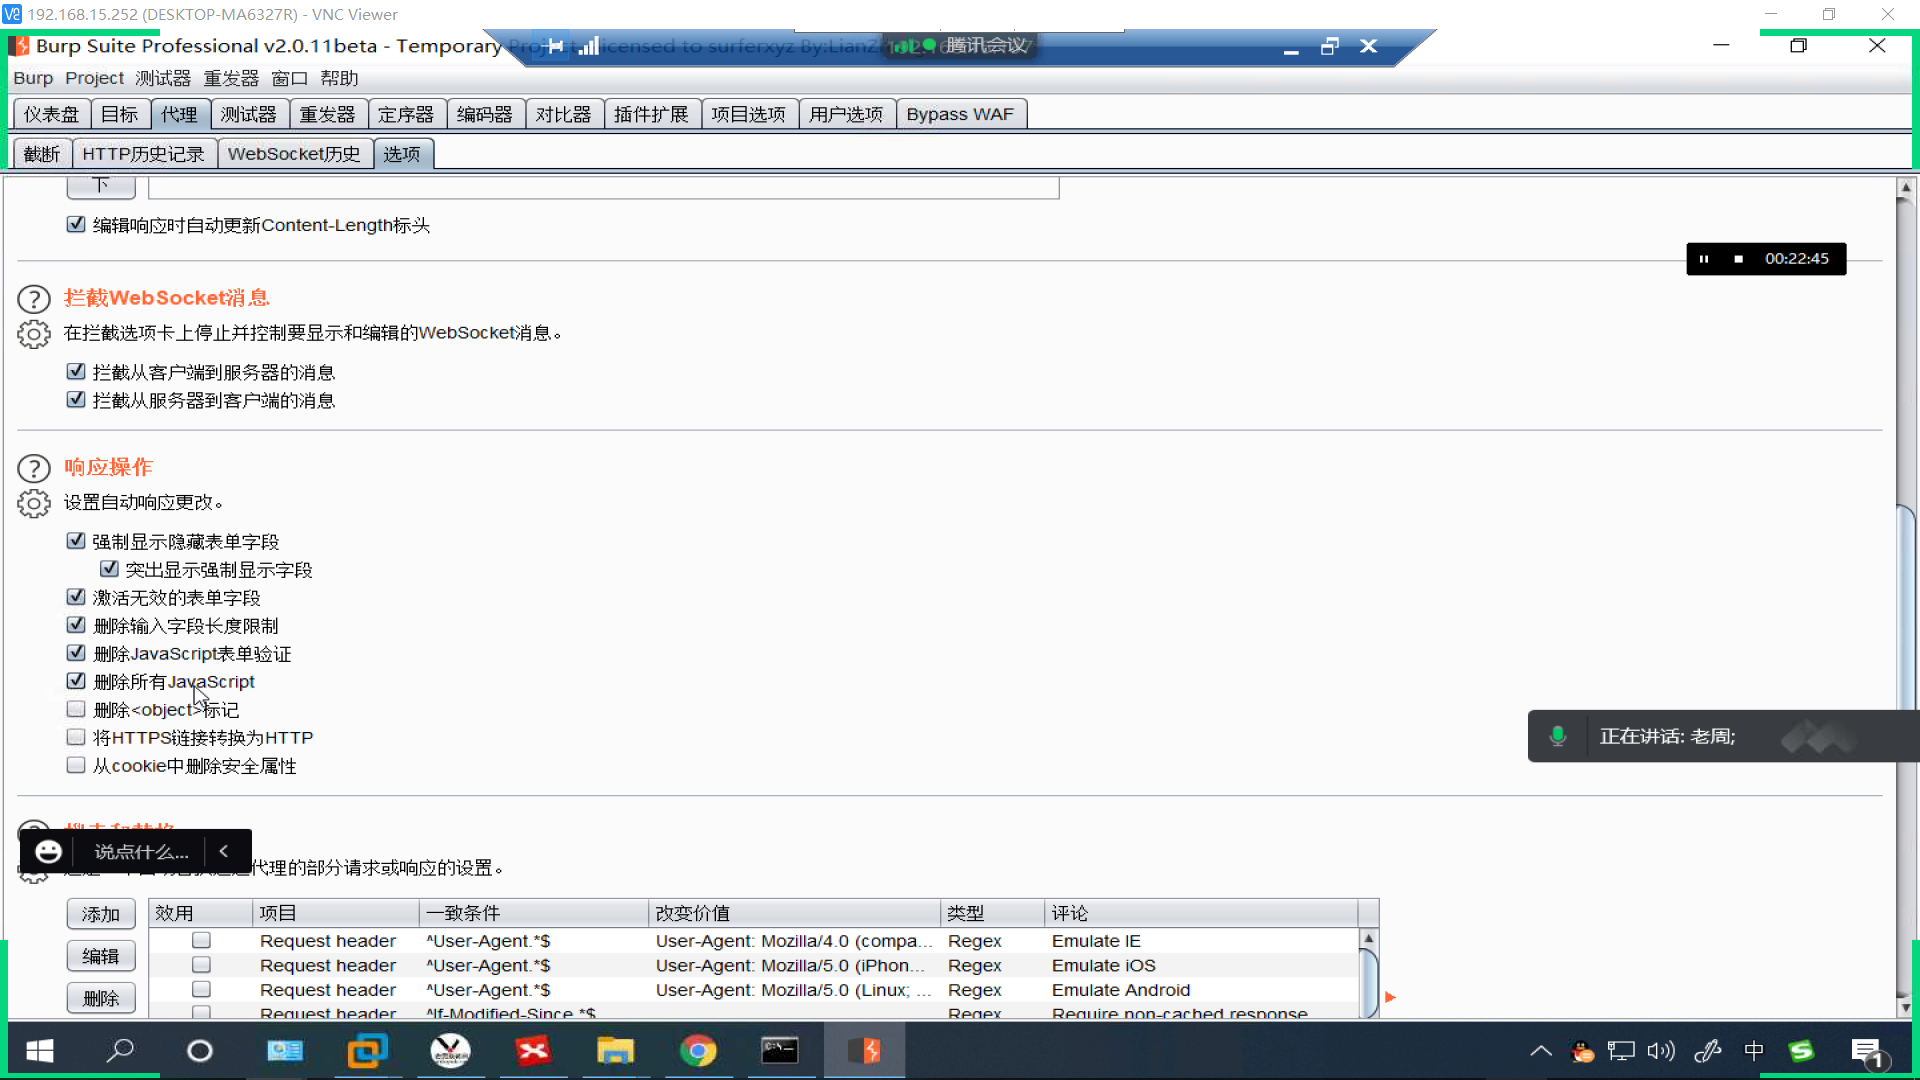 192.168.15.252 (DESKTOP-MA6327R) - VNC Viewer
Burp Suite Professional v2.0.11beta - Temporary Project - licensed to surferxyz By:LianZ
腾讯会议
Burp Project 测试器 重发器 窗口 帮助
仪表盘 目标 代理 测试器 重发器 定序器 编码器 对比器 插件扩展 项目选项 用户选项 Bypass WAF
截断 HTTP历史记录 WebSocket历史 选项
下
编辑响应时自动更新Content-Length标头
00:22:45
拦截WebSocket消息
在拦截选项卡上停止并控制要显示和编辑的WebSocket消息。
拦截从客户端到服务器的消息
拦截从服务器到客户端的消息
响应操作
设置自动响应更改。
强制显示隐藏表单字段
突出显示强制显示字段
激活无效的表单字段
删除输入字段长度限制
删除JavaScript表单验证
删除所有JavaScript
删除<object>标记
将HTTPS链接转换为HTTP
从cookie中删除安全属性
正在讲话: 老周;
说点什么...
代理的部分请求或响应的设置。
添加 效用 项目 一致条件 改变价值 类型 评论
Request header ^User-Agent.*$ User-Agent: Mozilla/4.0 (compa... Regex Emulate IE
编辑 Request header ^User-Agent.*$ User-Agent: Mozilla/5.0 (iPhon... Regex Emulate iOS
删除 Request header ^User-Agent.*$ User-Agent: Mozilla/5.0 (Linux; ... Regex Emulate Android
Request header ^If-Modified-Since.*$ Regex Require non-cached response
中
1